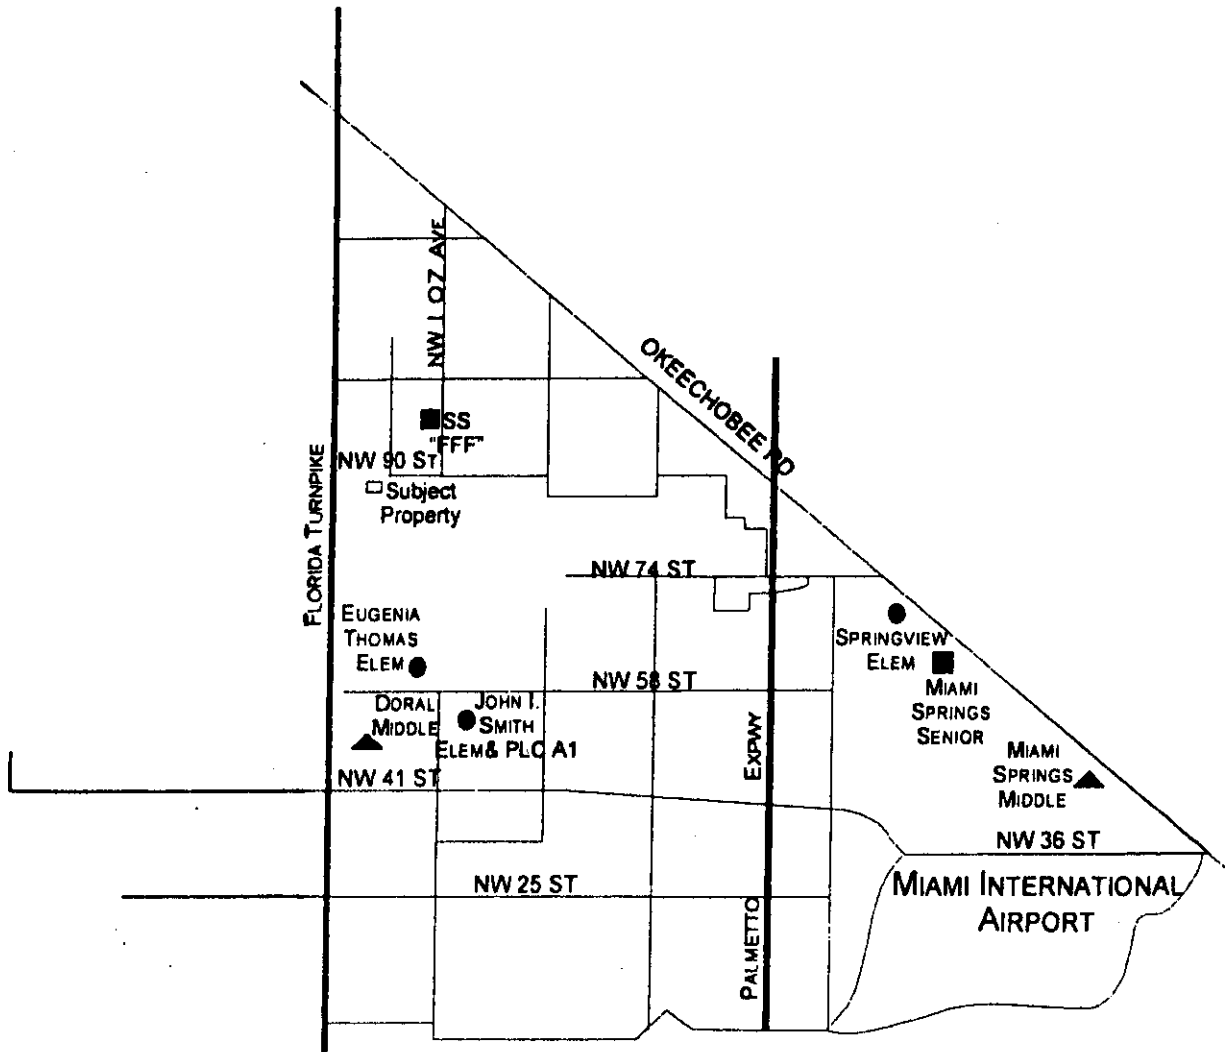 NW 107 AVE
OKEECHOBEE RD
SS
"FFF"
NW 90 ST
Subject
Property
FLORIDA TURNPIKE
NW 74 ST
EUGENIA
THOMAS
ELEM
SPRINGVIEW
ELEM
NW 58 ST
MIAMI
SPRINGS
SENIOR
DORAL
MIDDLE
JOHN I.
SMITH
ELEM & PLC A1
EXPWY
PALMETTO
MIAMI
SPRINGS
MIDDLE
NW 41 ST
NW 36 ST
NW 25 ST
MIAMI INTERNATIONAL
AIRPORT